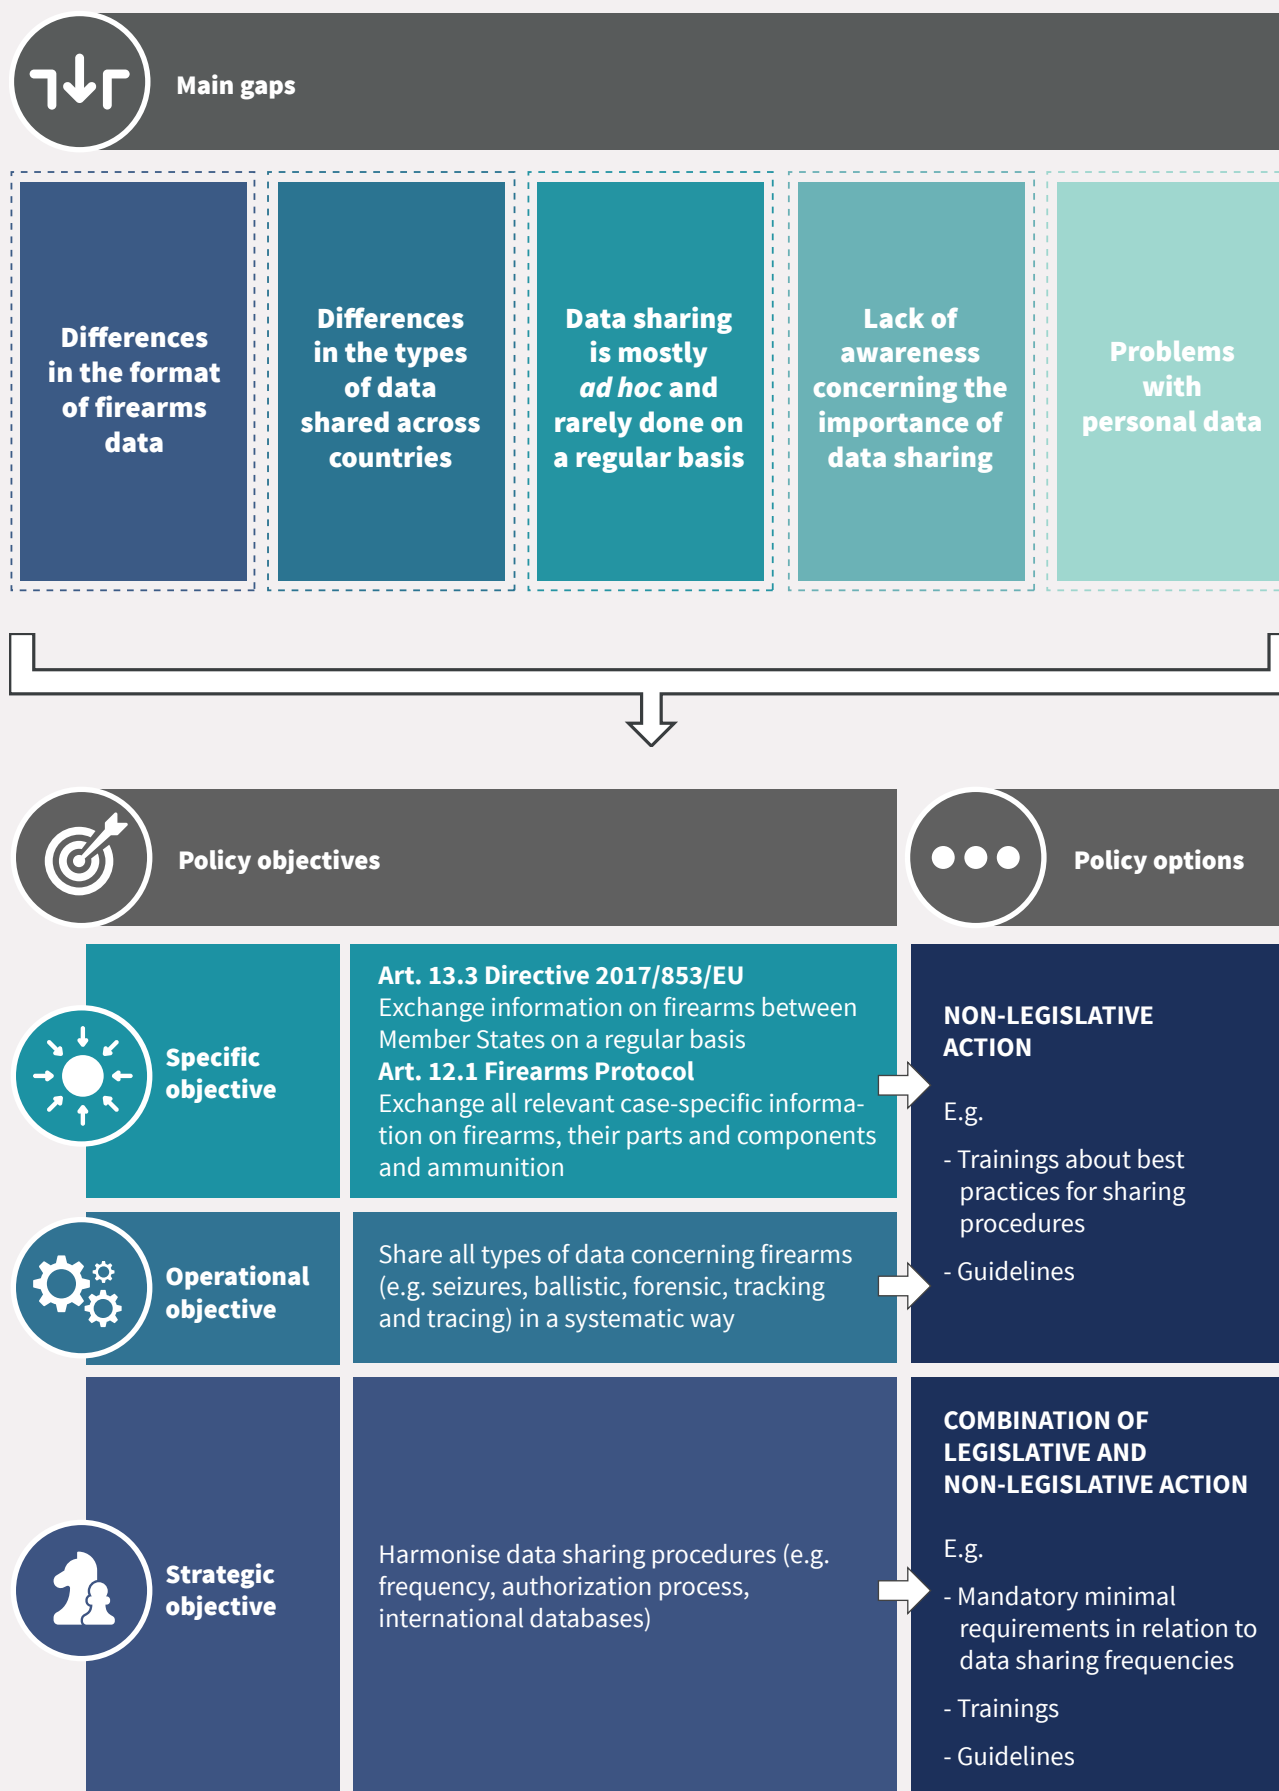 Main gaps
Differences
in the format
of firearms
data
Differences
in the types
of data
shared across
countries
Data sharing
is mostly
ad hoc and
rarely done on
a regular basis
Lack of
awareness
concerning the
importance of
data sharing
Problems
with
personal data
Policy objectives
Policy options
Specific
objective
Art. 13.3 Directive 2017/853/EU
Exchange information on firearms between
Member States on a regular basis
Art. 12.1 Firearms Protocol
Exchange all relevant case-specific informa-
tion on firearms, their parts and components
and ammunition
NON-LEGISLATIVE
ACTION
E.g.
- Trainings about best
practices for sharing
procedures
- Guidelines
Operational
objective
Share all types of data concerning firearms
(e.g. seizures, ballistic, forensic, tracking
and tracing) in a systematic way
Strategic
objective
Harmonise data sharing procedures (e.g.
frequency, authorization process,
international databases)
COMBINATION OF
LEGISLATIVE AND
NON-LEGISLATIVE ACTION
E.g.
- Mandatory minimal
requirements in relation to
data sharing frequencies
- Trainings
- Guidelines